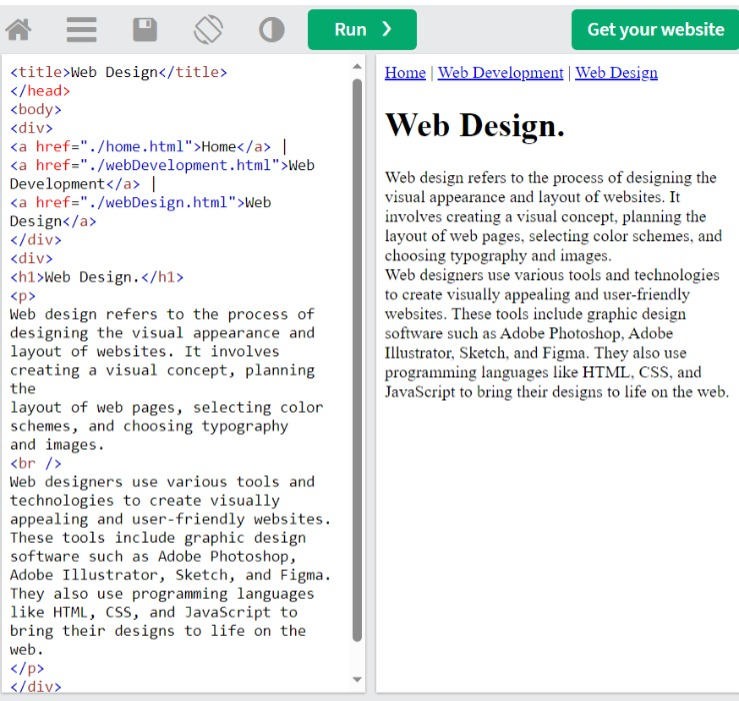 Run ❯
Get your website
<title>Web Design</title>
</head>
<body>
<div>
<a href="./home.html">Home</a> |
<a href="./webDevelopment.html">Web
Development</a> |
<a href="./webDesign.html">Web
Design</a>
</div>
<div>
<h1>Web Design.</h1>
<p>
Web design refers to the process of
designing the visual appearance and
layout of websites. It involves
creating a visual concept, planning
the
layout of web pages, selecting color
schemes, and choosing typography
and images.
<br />
Web designers use various tools and
technologies to create visually
appealing and user-friendly websites.
These tools include graphic design
software such as Adobe Photoshop,
Adobe Illustrator, Sketch, and Figma.
They also use programming languages
like HTML, CSS, and JavaScript to
bring their designs to life on the
web.
</p>
</div>
Home | Web Development | Web Design
Web Design.
Web design refers to the process of designing the
visual appearance and layout of websites. It
involves creating a visual concept, planning the
layout of web pages, selecting color schemes, and
choosing typography and images.
Web designers use various tools and technologies
to create visually appealing and user-friendly
websites. These tools include graphic design
software such as Adobe Photoshop, Adobe
Illustrator, Sketch, and Figma. They also use
programming languages like HTML, CSS, and
JavaScript to bring their designs to life on the web.